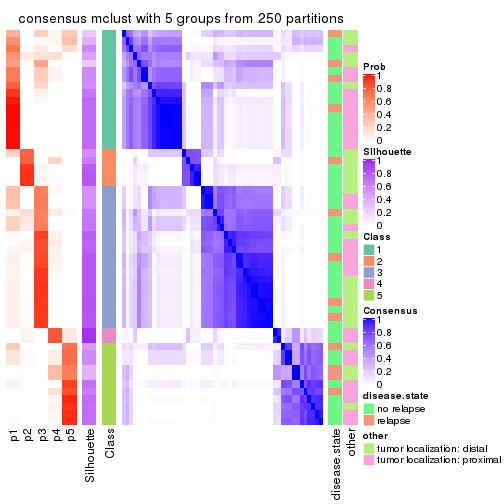 consensus mclust with 5 groups from 250 partitions
Prob
1
0.8
0.6
0.4
0.2
0
Silhouette
1
0.8
0.6
0.4
0.2
0
Class
1
2
3
4
5
Consensus
1
0.8
0.6
0.4
0.2
0
disease.state
no relapse
relapse
other
tumor localization: distal
tumor localization: proximal
p1
p2
p3
p4
p5
Silhouette
Class
disease.state
other